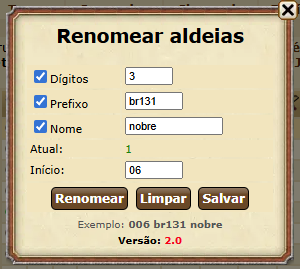 Renomear aldeias
Dígitos 3
Prefixo br131
Nome nobre
Atual: 1
Início: 06
Renomear Limpar Salvar
Exemplo: 006 br131 nobre
Versão: 2.0